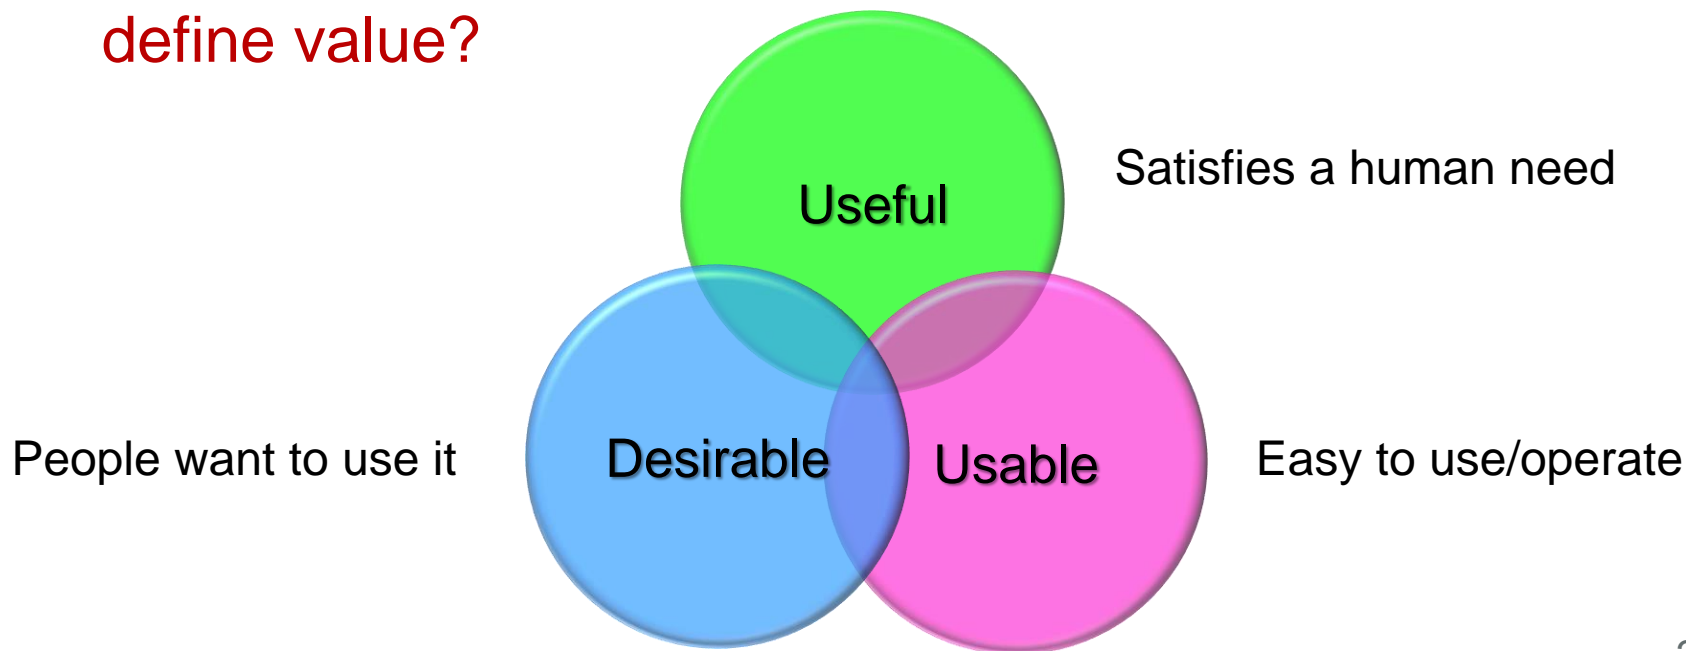 define value?
Useful
Satisfies a human need
People want to use it
Desirable
Usable
Easy to use/operate